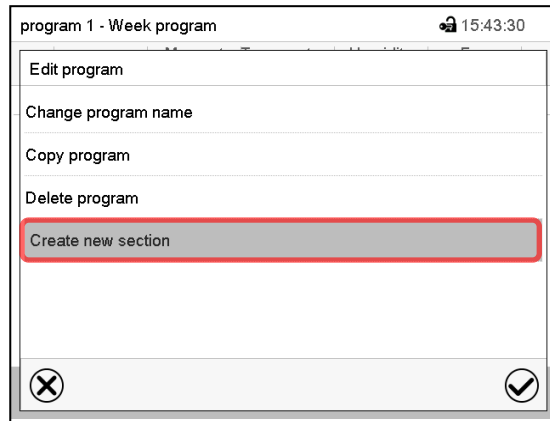 program 1 - Week program 15:43:30
Edit program
Change program name
Copy program
Delete program
Create new section